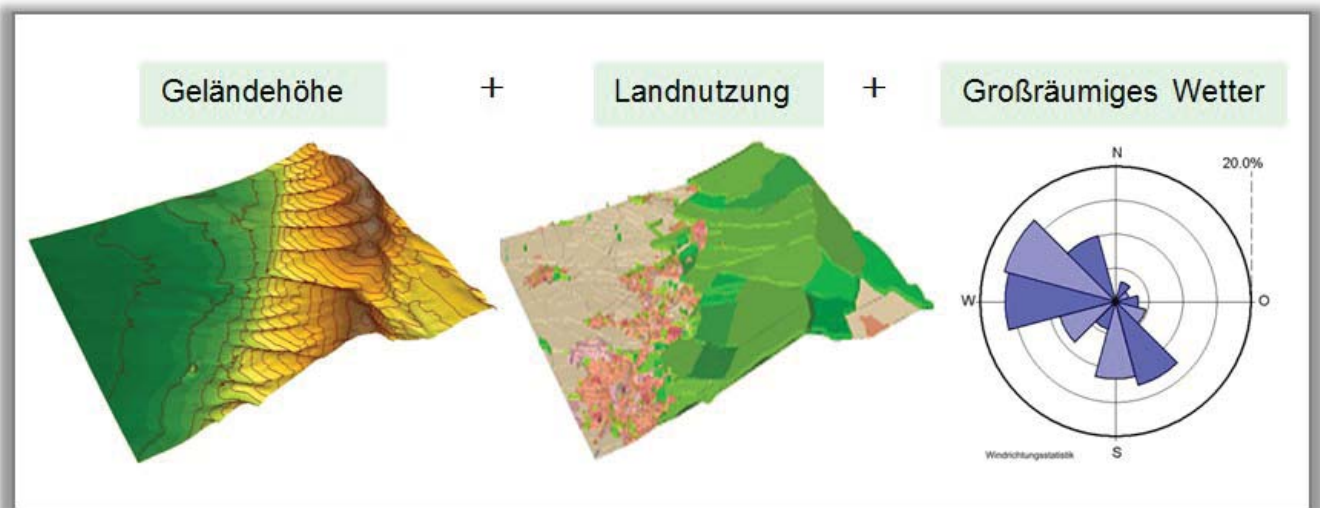 Geländehöhe + Landnutzung + Großräumiges Wetter
N
20.0%
W
O
S
Windrichtungsstatistik